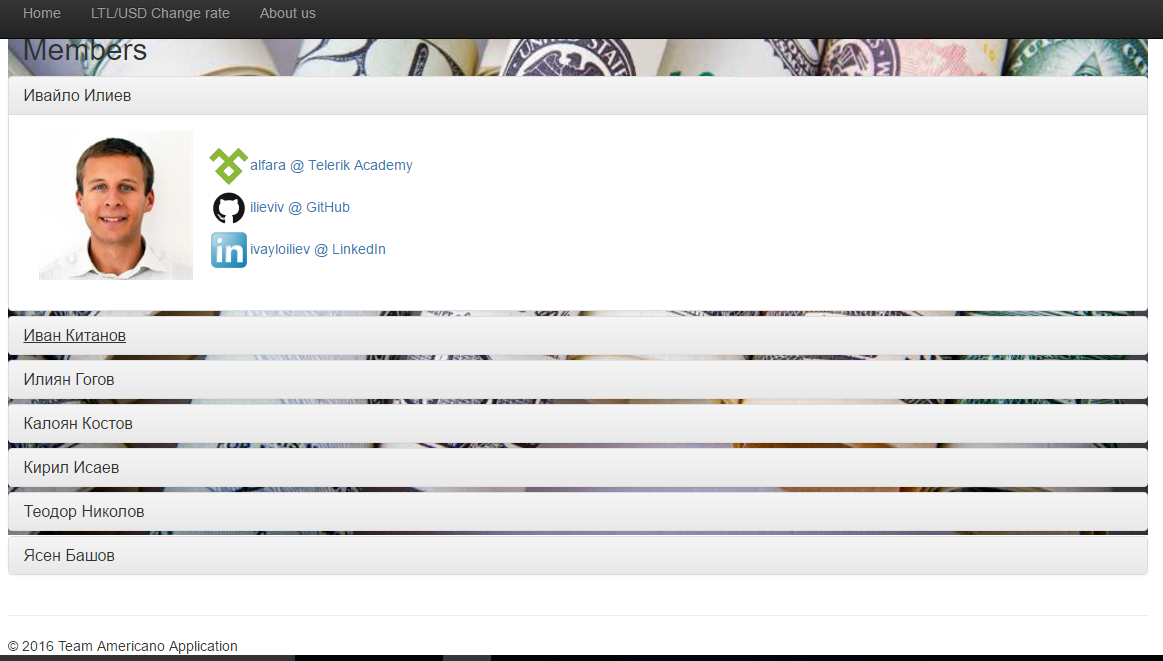 Home LTL/USD Change rate About us
Members
Ивайло Илиев
alfara @ Telerik Academy
ilieviv @ GitHub
in ivayloiliev @ LinkedIn
Иван Китанов
Илиян Гогов
Калоян Костов
Кирил Исаев
Теодор Николов
Ясен Башов
© 2016 Team Americano Application